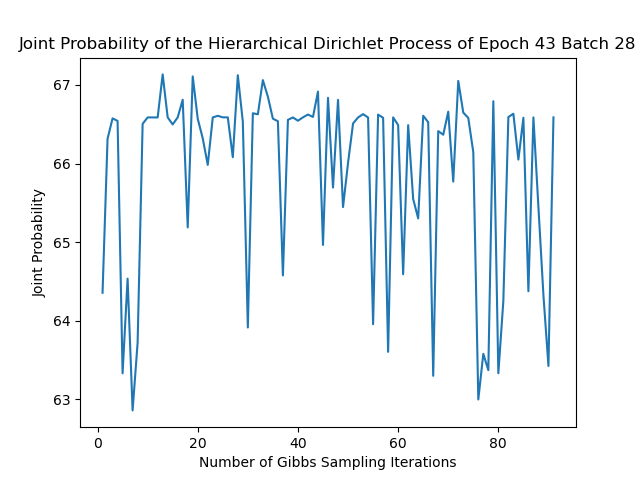 Joint Probability of the Hierarchical Dirichlet Process of Epoch 43 Batch 28
67
66
65
64
63
Joint Probability
0 20 40 60 80
Number of Gibbs Sampling Iterations